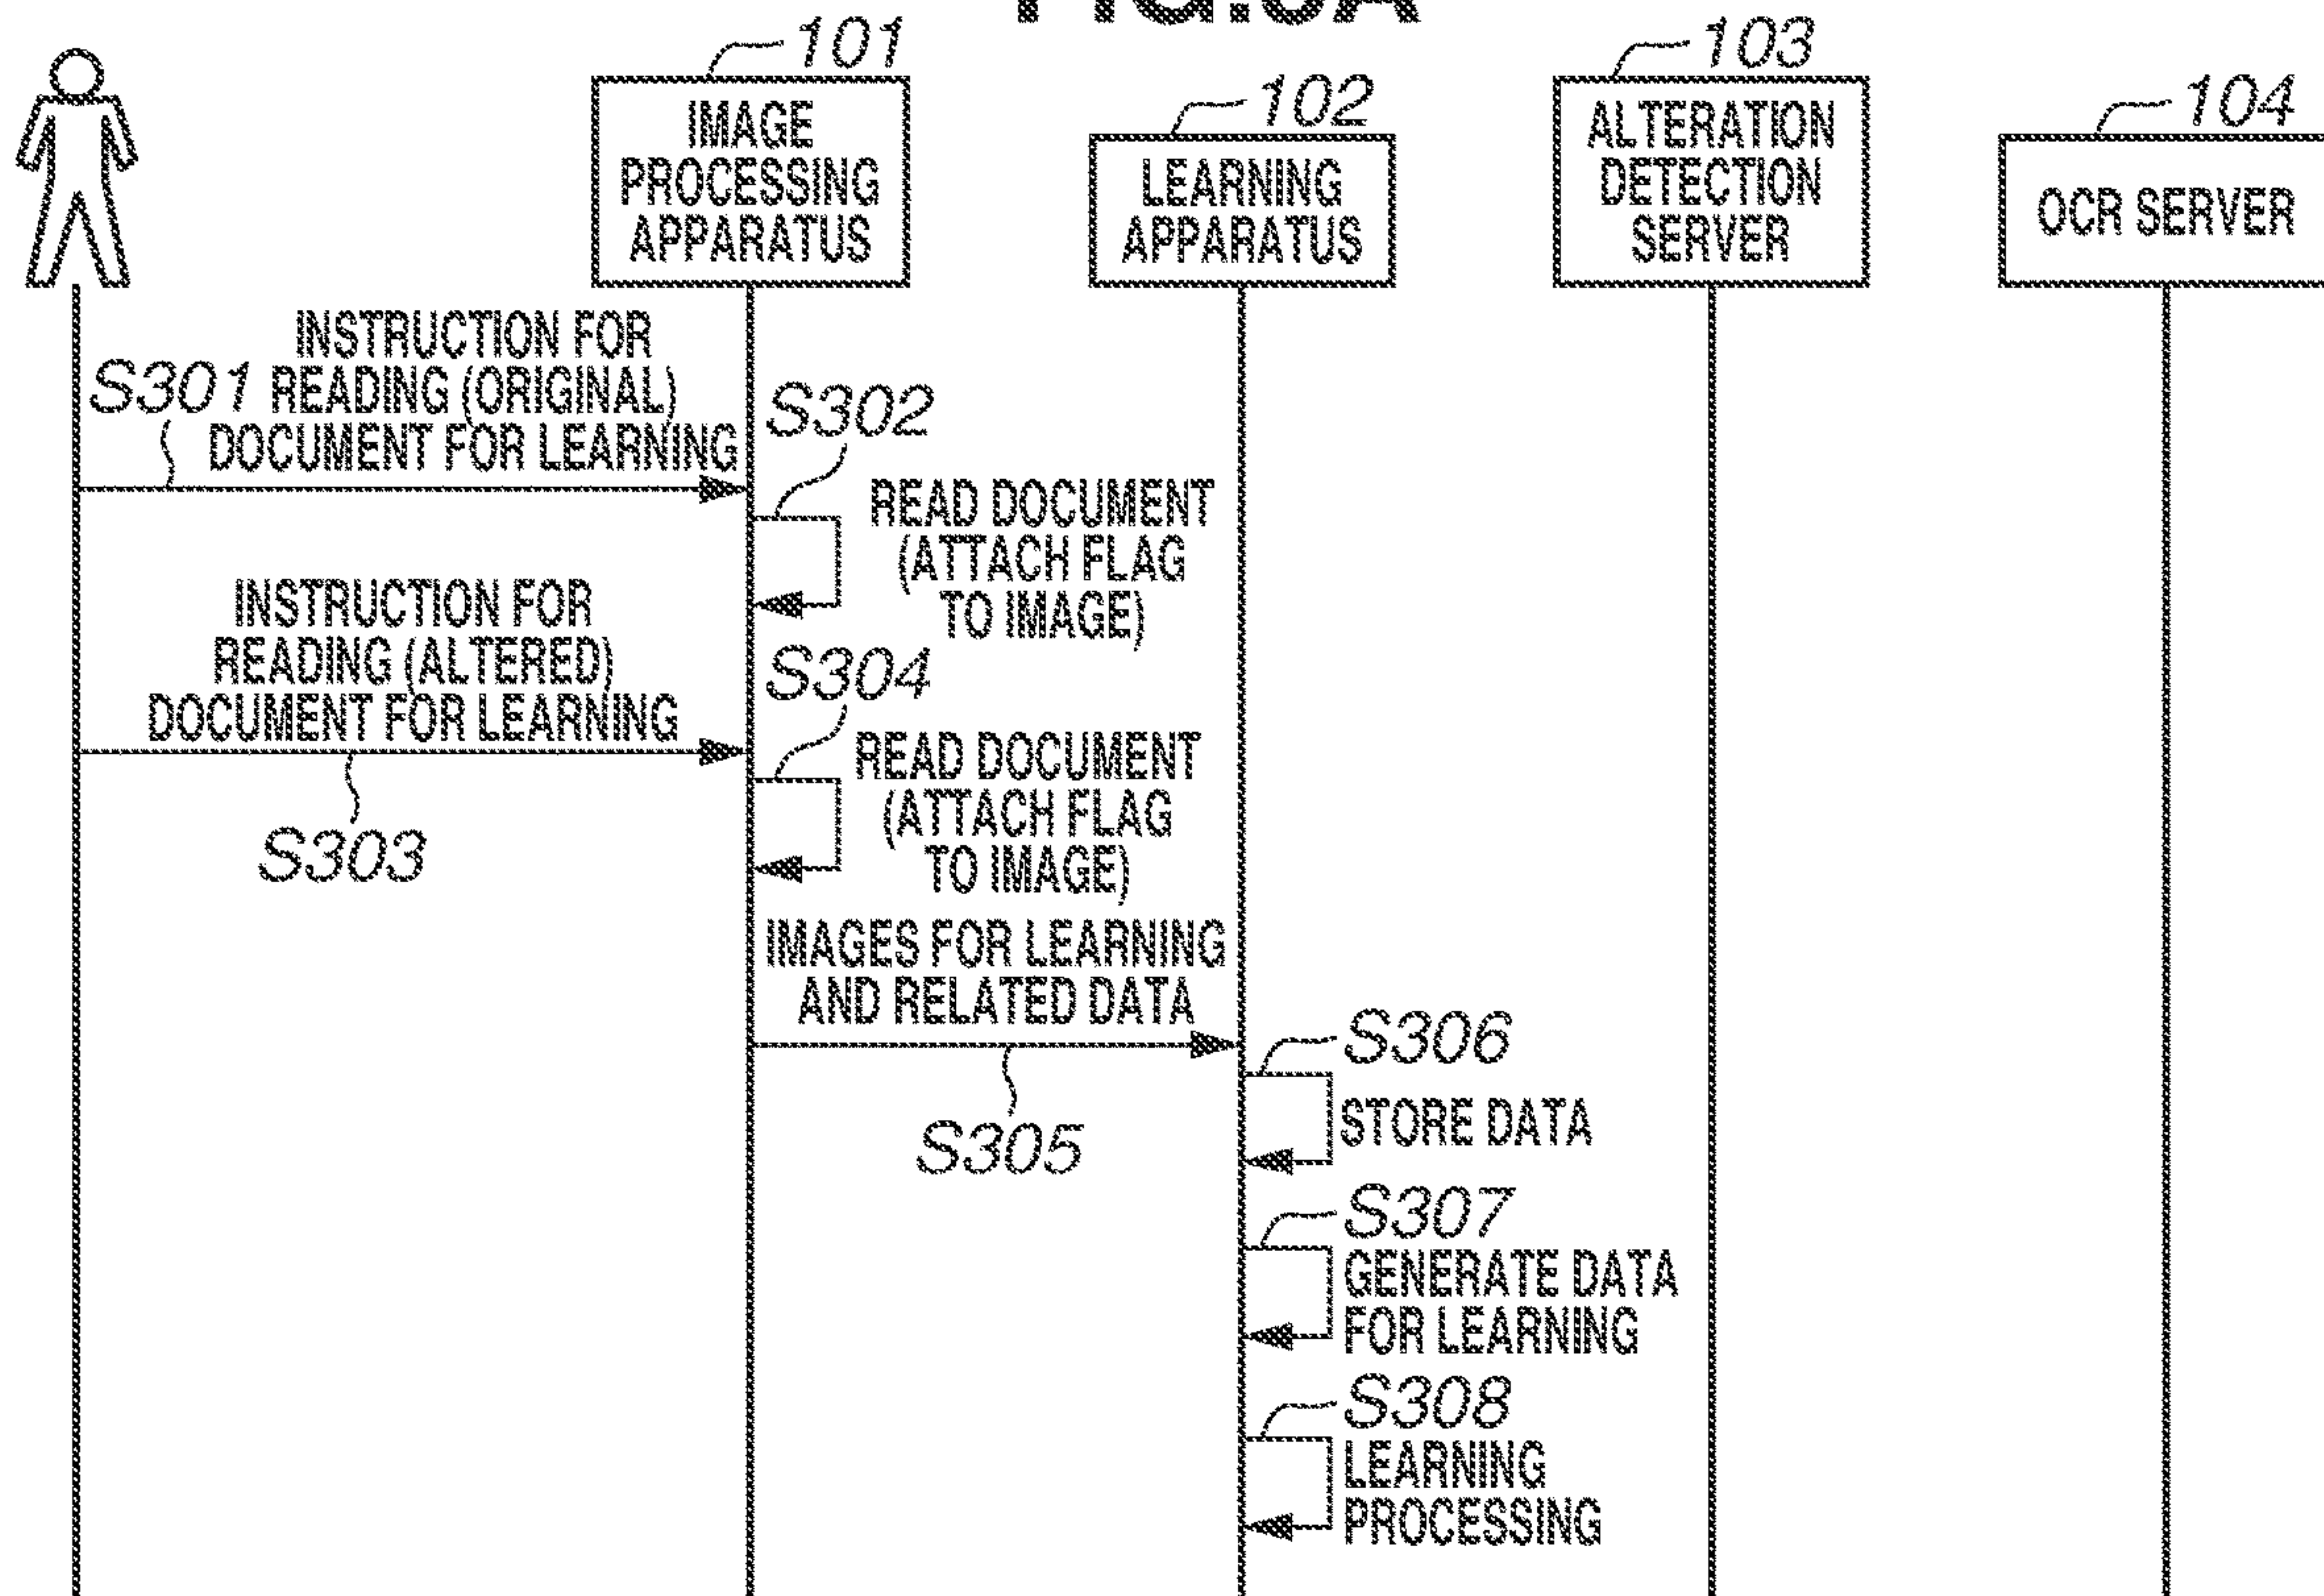 101
IMAGE
PROCESSING
APPARATUS
102
LEARNING
APPARATUS
103
ALTERATION
DETECTION
SERVER
104
OCR SERVER
INSTRUCTION FOR
S301 READING (ORIGINAL)
DOCUMENT FOR LEARNING
S302
READ DOCUMENT
(ATTACH FLAG
TO IMAGE)
INSTRUCTION FOR
READING (ALTERED)
DOCUMENT FOR LEARNING
S303
S304
READ DOCUMENT
(ATTACH FLAG
TO IMAGE)
IMAGES FOR LEARNING
AND RELATED DATA
S305
S306
STORE DATA
S307
GENERATE DATA
FOR LEARNING
S308
LEARNING
PROCESSING